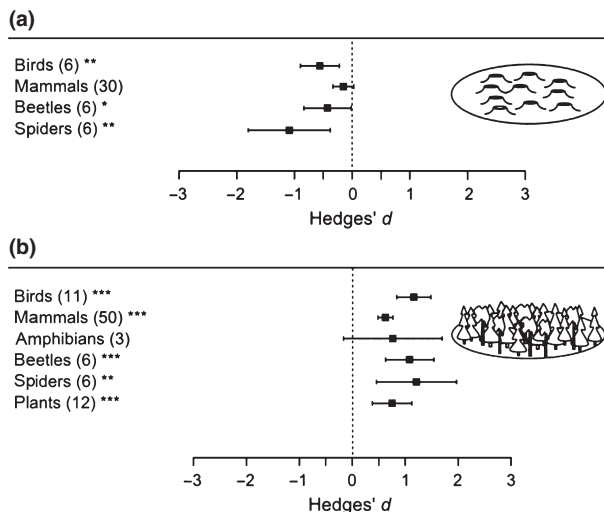 (a)
Birds (6) **
Mammals (30)
Beetles (6) *
Spiders (6) **
−3 −2 −1 0 1 2 3
Hedges' d
(b)
Birds (11) ***
Mammals (50) ***
Amphibians (3)
Beetles (6) ***
Spiders (6) **
Plants (12) ***
−3 −2 −1 0 1 2 3
Hedges' d